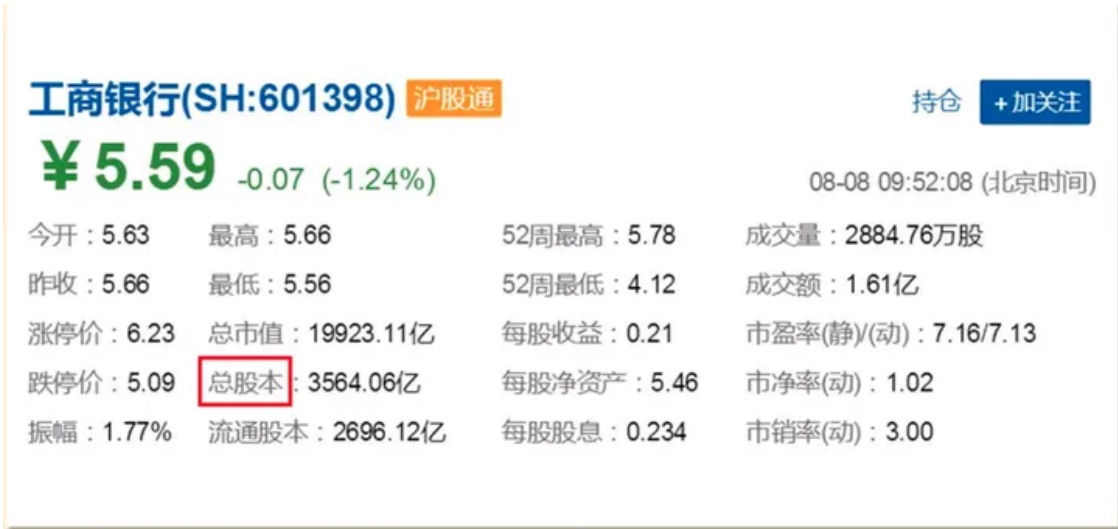 工商银行(SH:601398) 沪股通 持仓 +加关注
¥5.59 -0.07 (-1.24%) 08-08 09:52:08 (北京时间)
今开：5.63 最高：5.66 52周最高：5.78 成交量：2884.76万股
昨收：5.66 最低：5.56 52周最低：4.12 成交额：1.61亿
涨停价：6.23 总市值：19923.11亿 每股收益：0.21 市盈率(静)/(动)：7.16/7.13
跌停价：5.09 总股本：3564.06亿 每股净资产：5.46 市净率(动)：1.02
振幅：1.77% 流通股本：2696.12亿 每股股息：0.234 市销率(动)：3.00